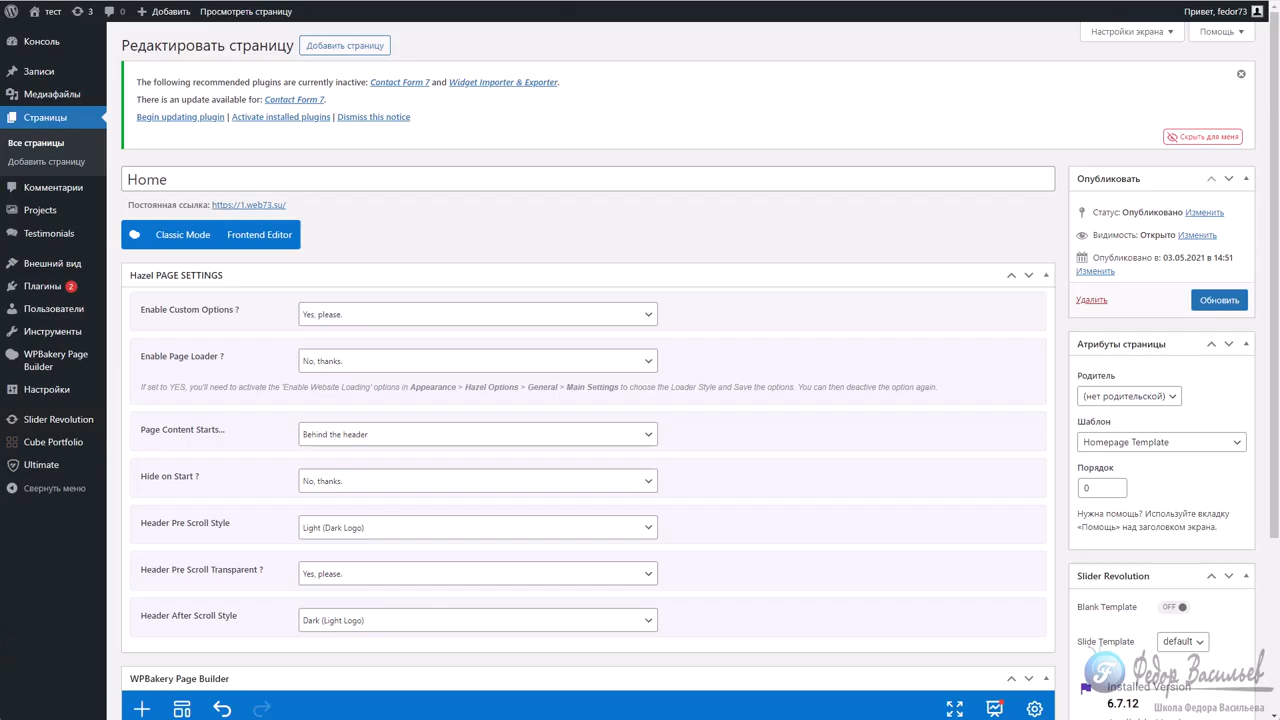 тест 3 0 Добавить Просмотреть страницу Привет, fedor73
Консоль
Записи
Медиафайлы
Страницы
Все страницы
Добавить страницу
Комментарии
Projects
Testimonials
Внешний вид
Плагины 2
Пользователи
Инструменты
WPBakery Page
Builder
Настройки
Slider Revolution
Cube Portfolio
Ultimate
Свернуть меню
Настройки экрана Помощь
Редактировать страницу Добавить страницу
The following recommended plugins are currently inactive: Contact Form 7 and Widget Importer & Exporter.
There is an update available for: Contact Form 7.
Begin updating plugin | Activate installed plugins | Dismiss this notice
Скрыть для меня
Home
Постоянная ссылка: https://1.web73.su/
Classic Mode Frontend Editor
Hazel PAGE SETTINGS
Enable Custom Options ? Yes, please.
Enable Page Loader ? No, thanks.
If set to YES, you'll need to activate the 'Enable Website Loading' options in Appearance > Hazel Options > General > Main Settings to choose the Loader Style and Save the options. You can then deactive the option again.
Page Content Starts... Behind the header
Hide on Start ? No, thanks.
Header Pre Scroll Style Light (Dark Logo)
Header Pre Scroll Transparent ? Yes, please.
Header After Scroll Style Dark (Light Logo)
WPBakery Page Builder
Опубликовать
Статус: Опубликовано Изменить
Видимость: Открыто Изменить
Опубликовано в: 03.05.2021 в 14:51
Изменить
Удалить Обновить
Атрибуты страницы
Родитель
(нет родительской)
Шаблон
Homepage Template
Порядок
0
Нужна помощь? Используйте вкладку
«Помощь» над заголовком экрана.
Slider Revolution
Blank Template OFF
Slide Template default
Installed Version
6.7.12
Федор Васильев
Школа Федора Васильева